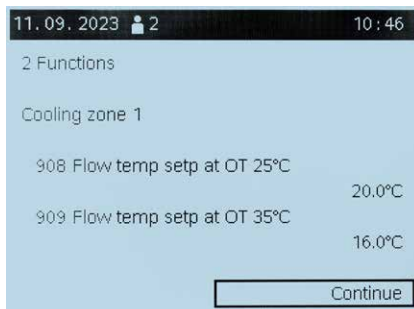 11.09.2023 2 10:46
2 Functions
Cooling zone 1
908 Flow temp setp at OT 25°C
20.0°C
909 Flow temp setp at OT 35°C
16.0°C
Continue